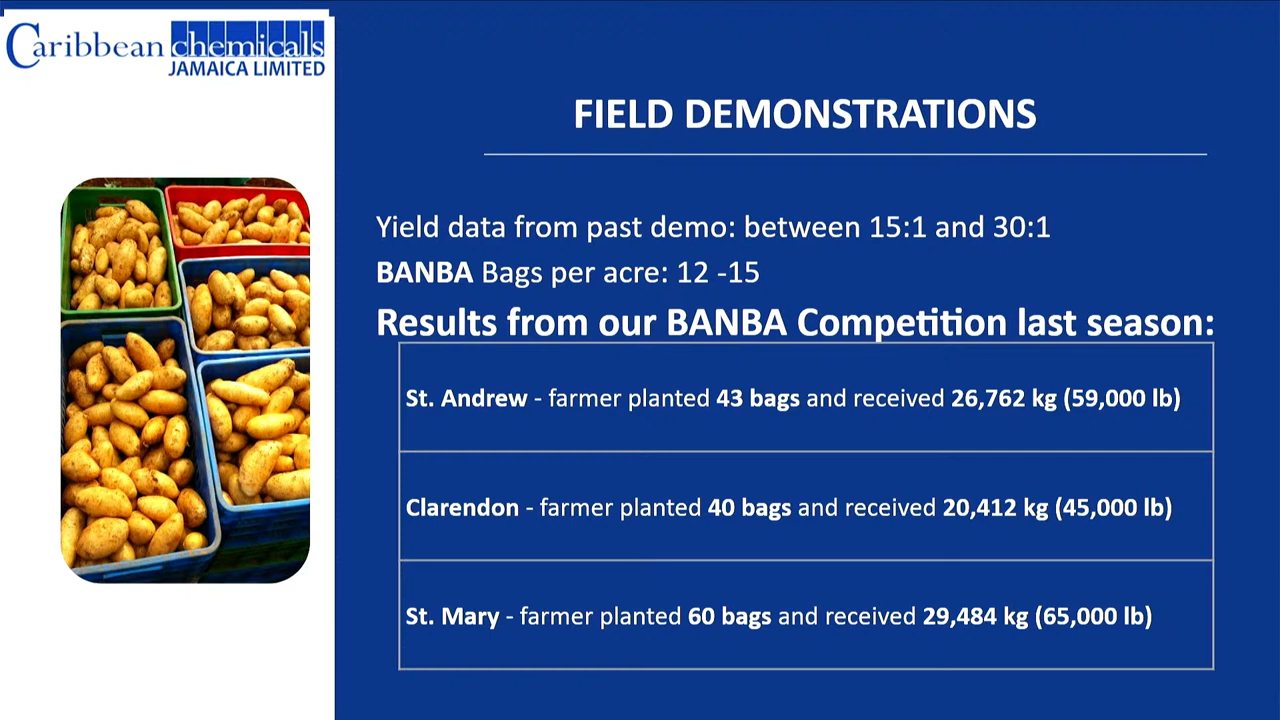 Caribbean chemicals
JAMAICA LIMITED
FIELD DEMONSTRATIONS
Yield data from past demo: between 15:1 and 30:1
BANBA Bags per acre: 12 -15
Results from our BANBA Competition last season:
St. Andrew - farmer planted 43 bags and received 26,762 kg (59,000 lb)
Clarendon - farmer planted 40 bags and received 20,412 kg (45,000 lb)
St. Mary - farmer planted 60 bags and received 29,484 kg (65,000 lb)